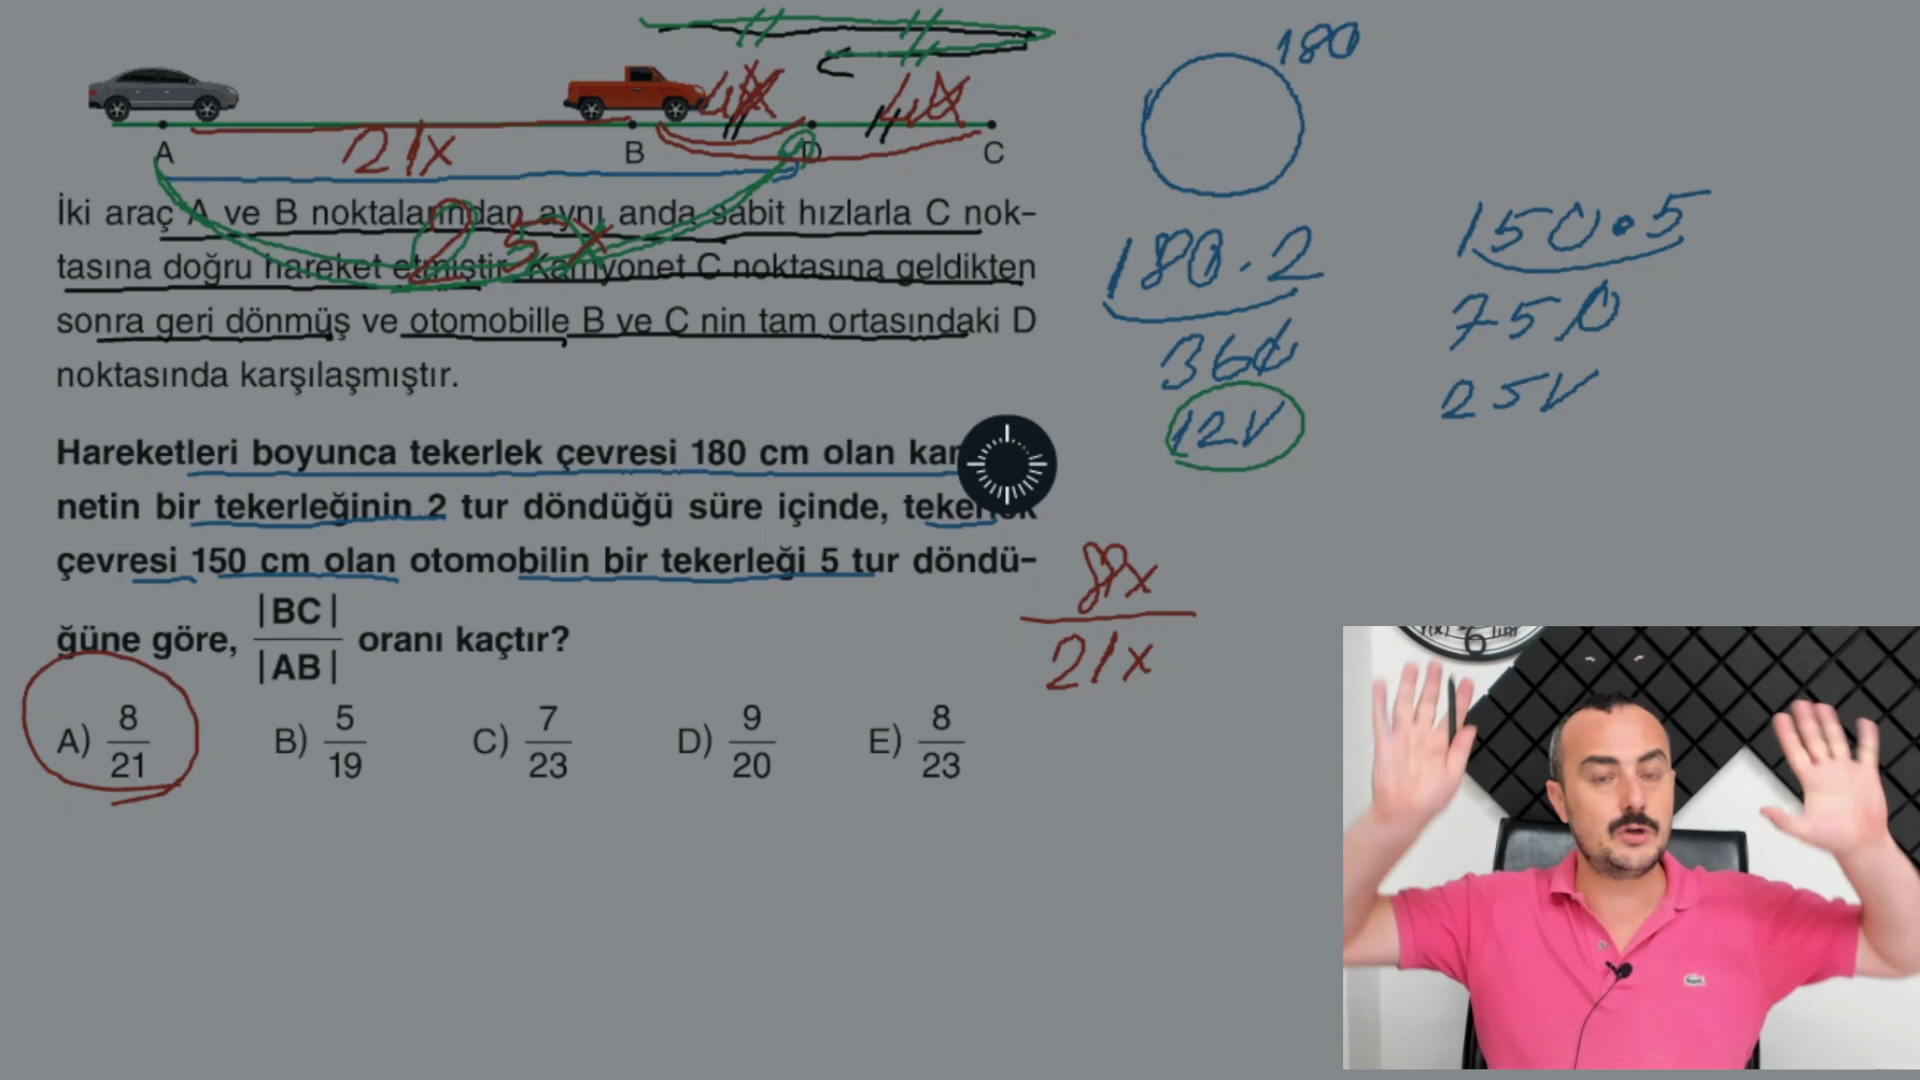 180
4x
4x
21x
A
B
D
C
İki araç A ve B noktalarından aynı anda sabit hızlarla C nok-
tasına doğru hareket etmiştir. Kamyonet C noktasına geldikten
sonra geri dönmüş ve otomobille B ve C nin tam ortasındaki D
noktasında karşılaşmıştır.
25x
180.2
360
12V
150.5
750
25V
Hareketleri boyunca tekerlek çevresi 180 cm olan
netin bir tekerleğinin 2 tur döndüğü süre içinde, tekerlek
çevresi 150 cm olan otomobilin bir tekerleği 5 tur döndü-
ğüne göre, |BC| / |AB| oranı kaçtır?
8x
21x
A) 8/21 B) 5/19 C) 7/23 D) 9/20 E) 8/23